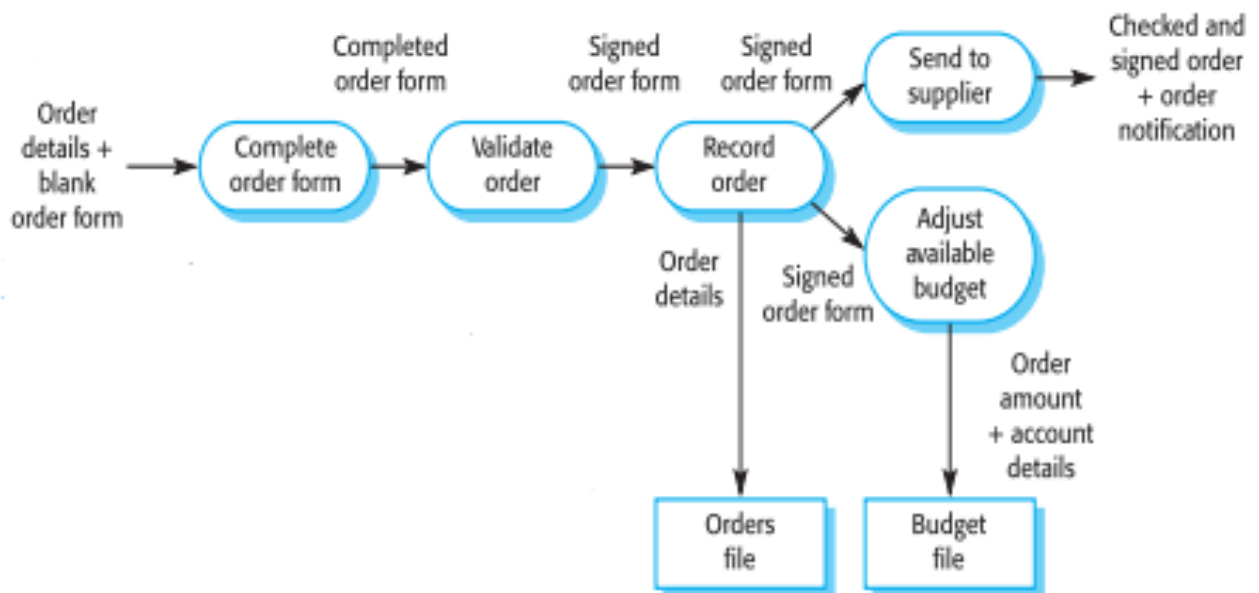 Order
details +
blank
order form
Complete
order form
Completed
order form
Validate
order
Signed
order form
Record
order
Signed
order form
Send to
supplier
Checked and
signed order
+ order
notification
Order
details
Signed
order form
Adjust
available
budget
Order
amount
+ account
details
Orders
file
Budget
file